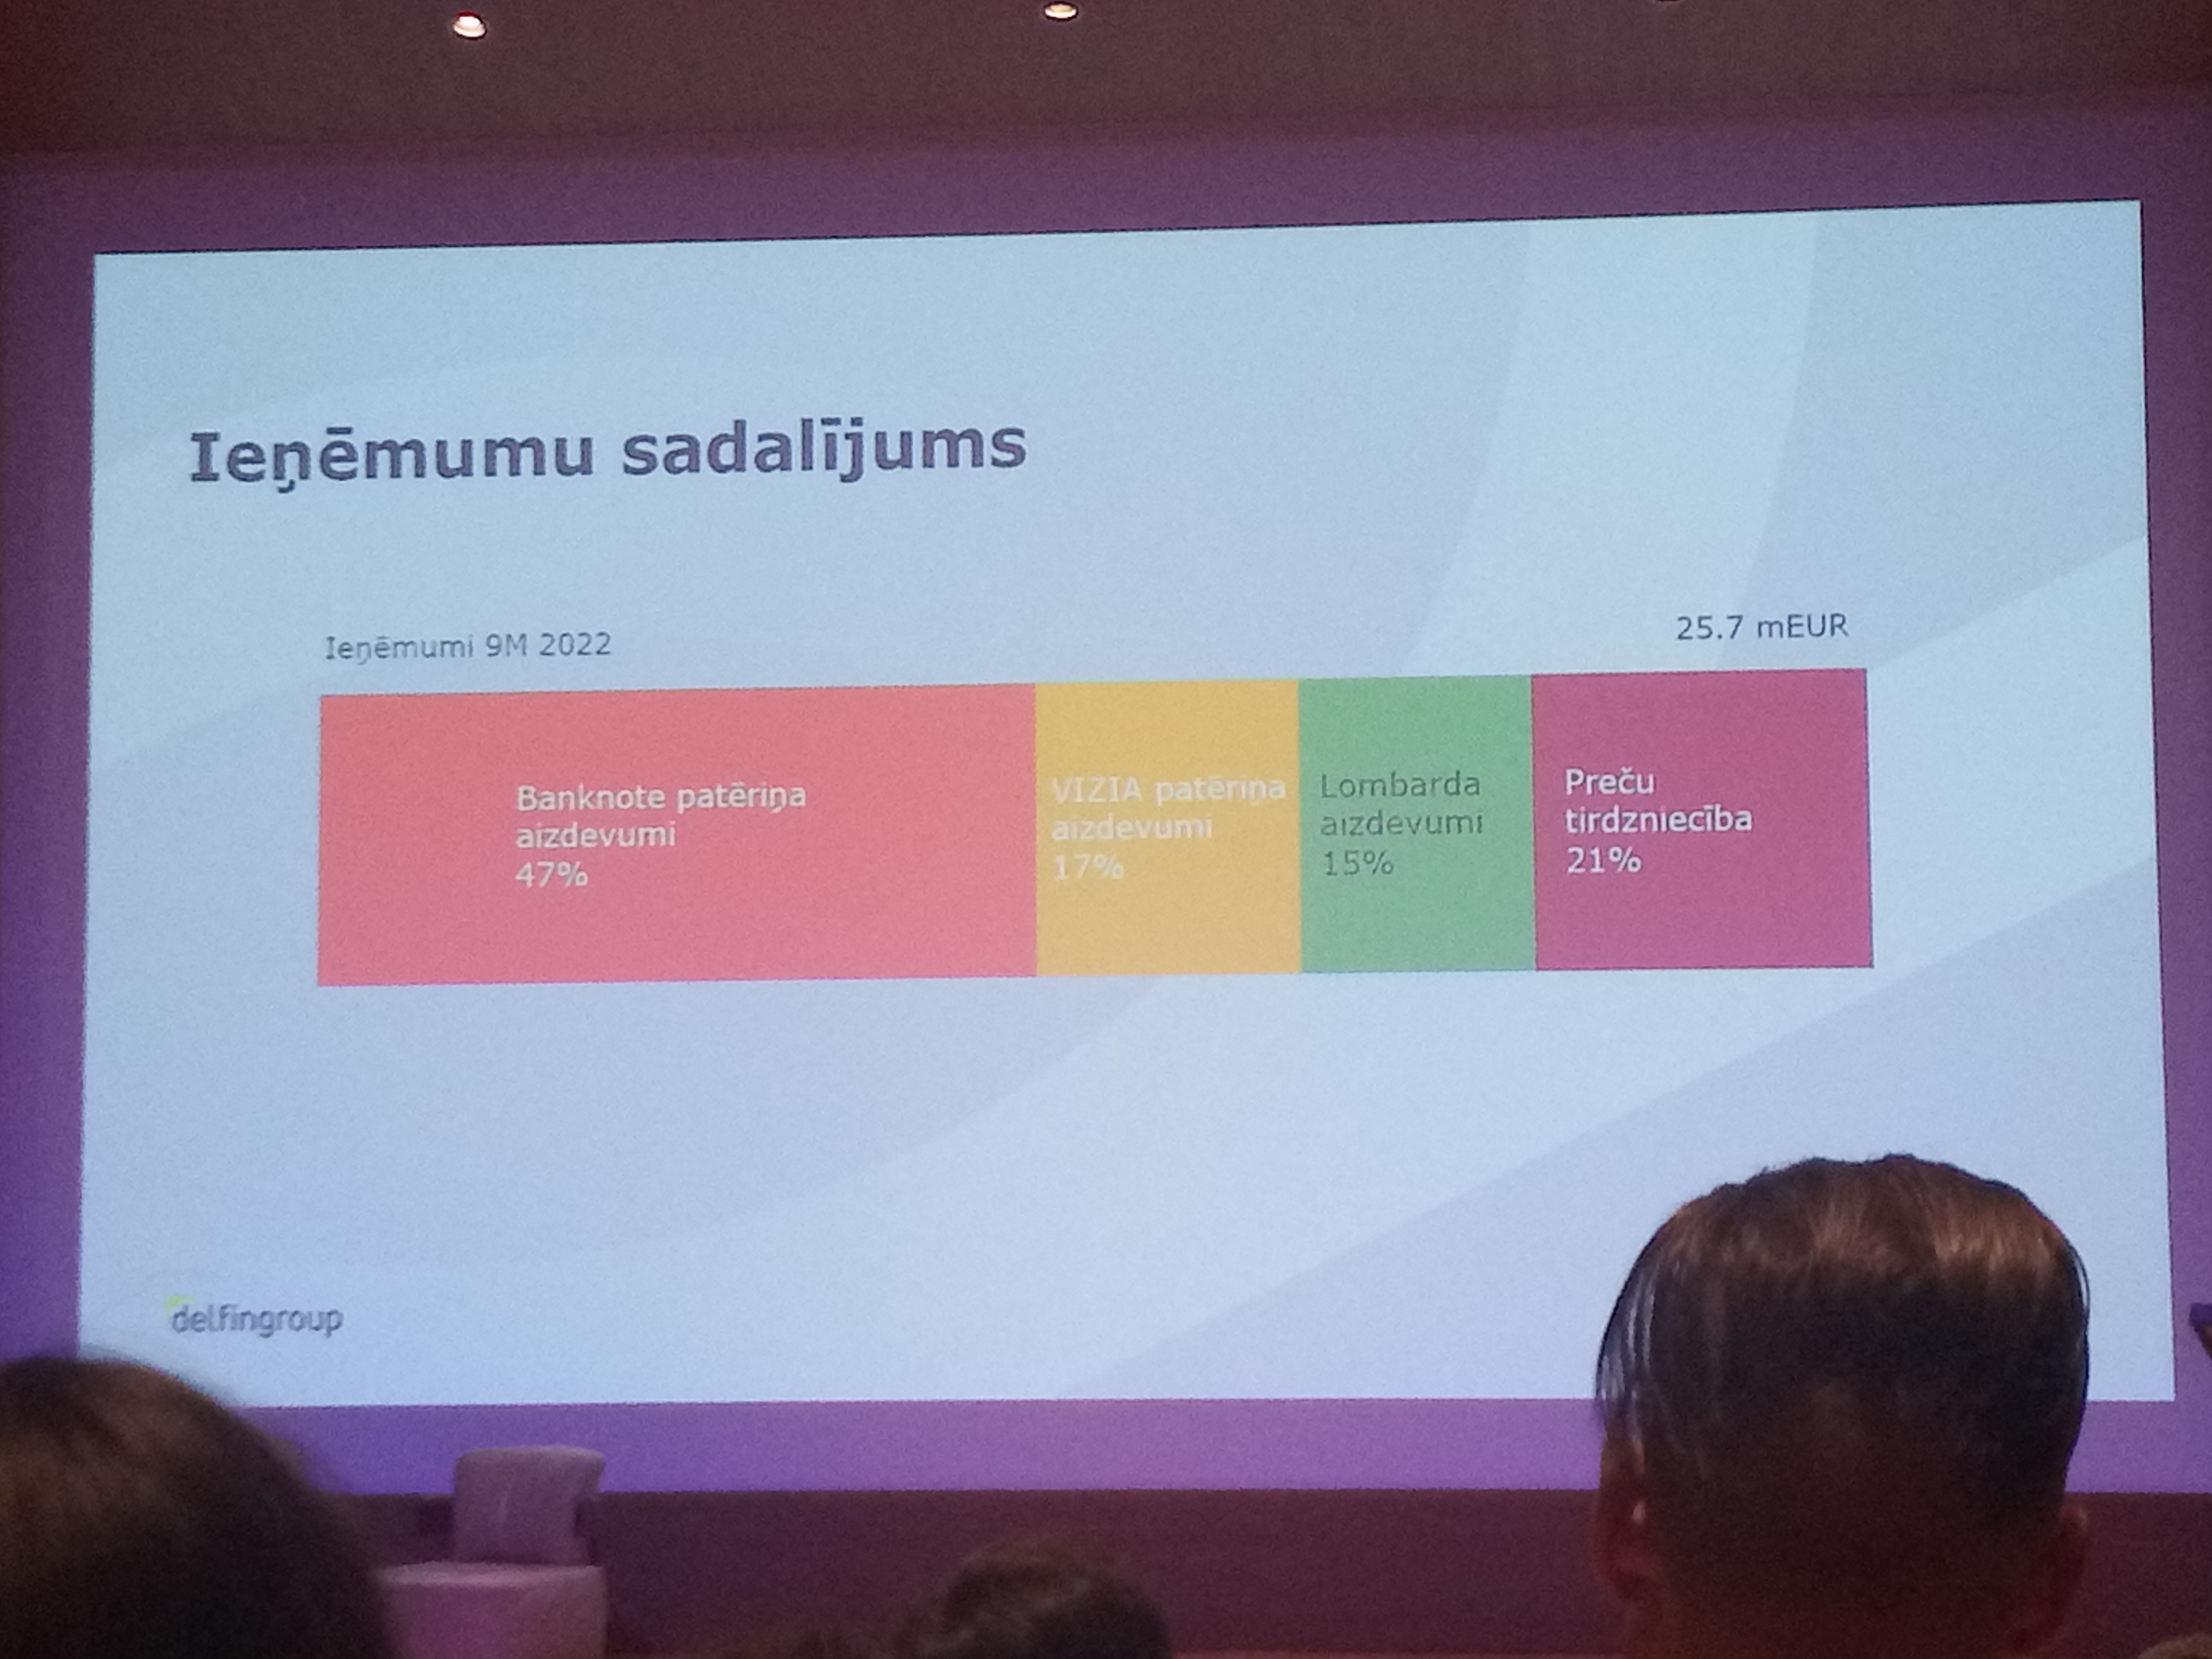 Ieņēmumu sadalījums
Ieņēmumi 9M 2022
25.7 mEUR
Banknote patēriņa
aizdevumi
47%
VIZIA patēriņa
aizdevumi
17%
Lombarda
aizdevumi
15%
Preču
tirdzniecība
21%
delfingroup